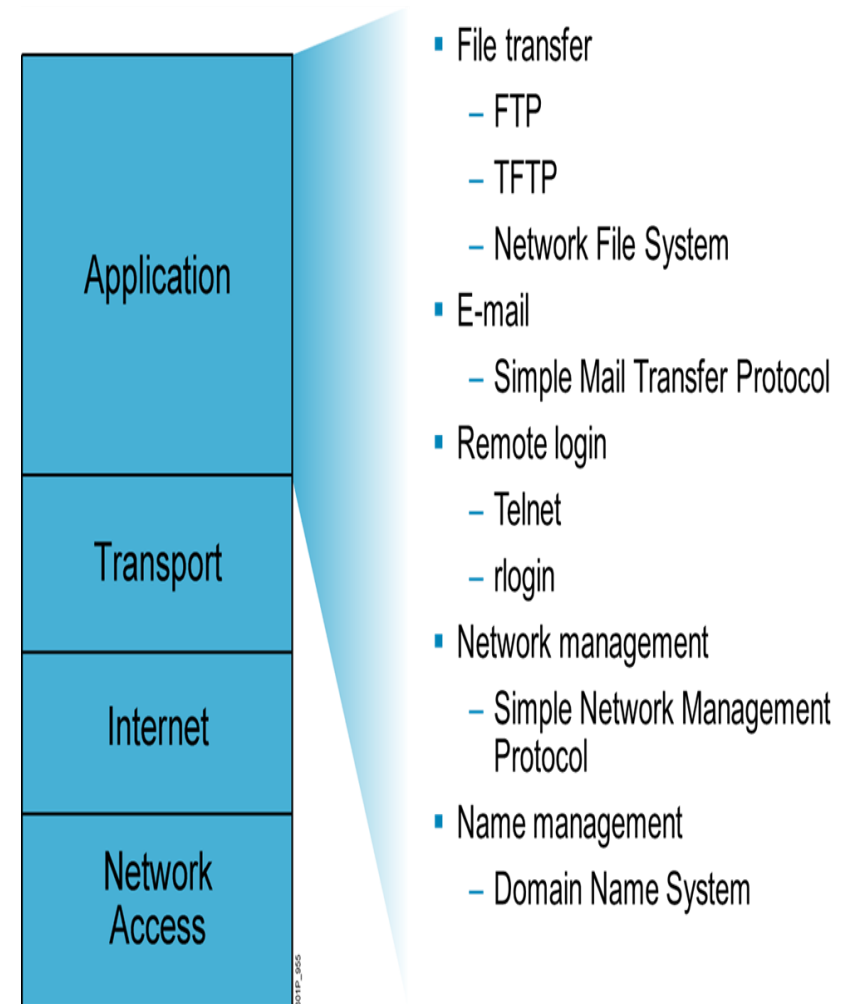 Application
Transport
Internet
Network
Access
▪ File transfer
– FTP
– TFTP
– Network File System
▪ E-mail
– Simple Mail Transfer Protocol
▪ Remote login
– Telnet
– rlogin
▪ Network management
– Simple Network Management
Protocol
▪ Name management
– Domain Name System